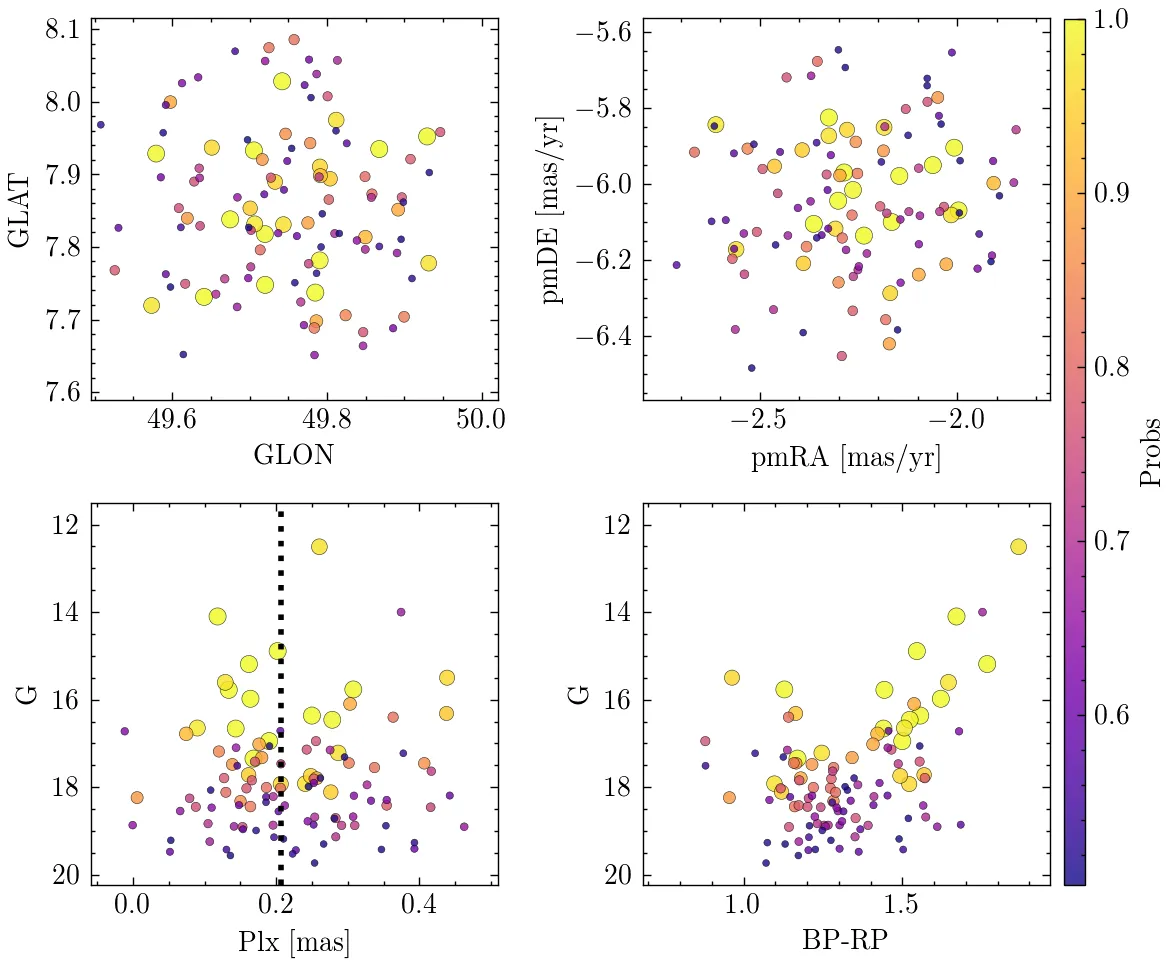 8.1
8.0
7.9
7.8
7.7
7.6
GLAT
49.6 49.8 50.0
GLON
−5.6
−5.8
−6.0
−6.2
−6.4
pmDE [mas/yr]
−2.5 −2.0
pmRA [mas/yr]
1.0
0.9
0.8
0.7
0.6
Probs
12
14
16
18
20
G
0.0 0.2 0.4
Plx [mas]
12
14
16
18
20
G
1.0 1.5
BP-RP